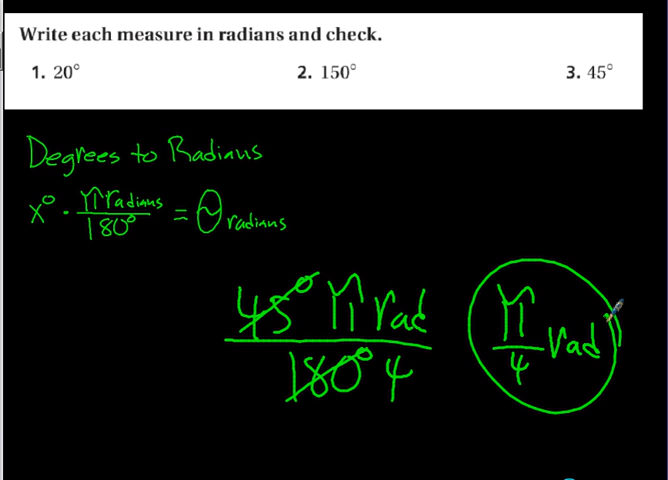 Write each measure in radians and check.
1. 20° 2. 150° 3. 45°
Degrees to Radians
x° · π radians / 180° = θ radians
45° π rad / 180° 4
π / 4 rad